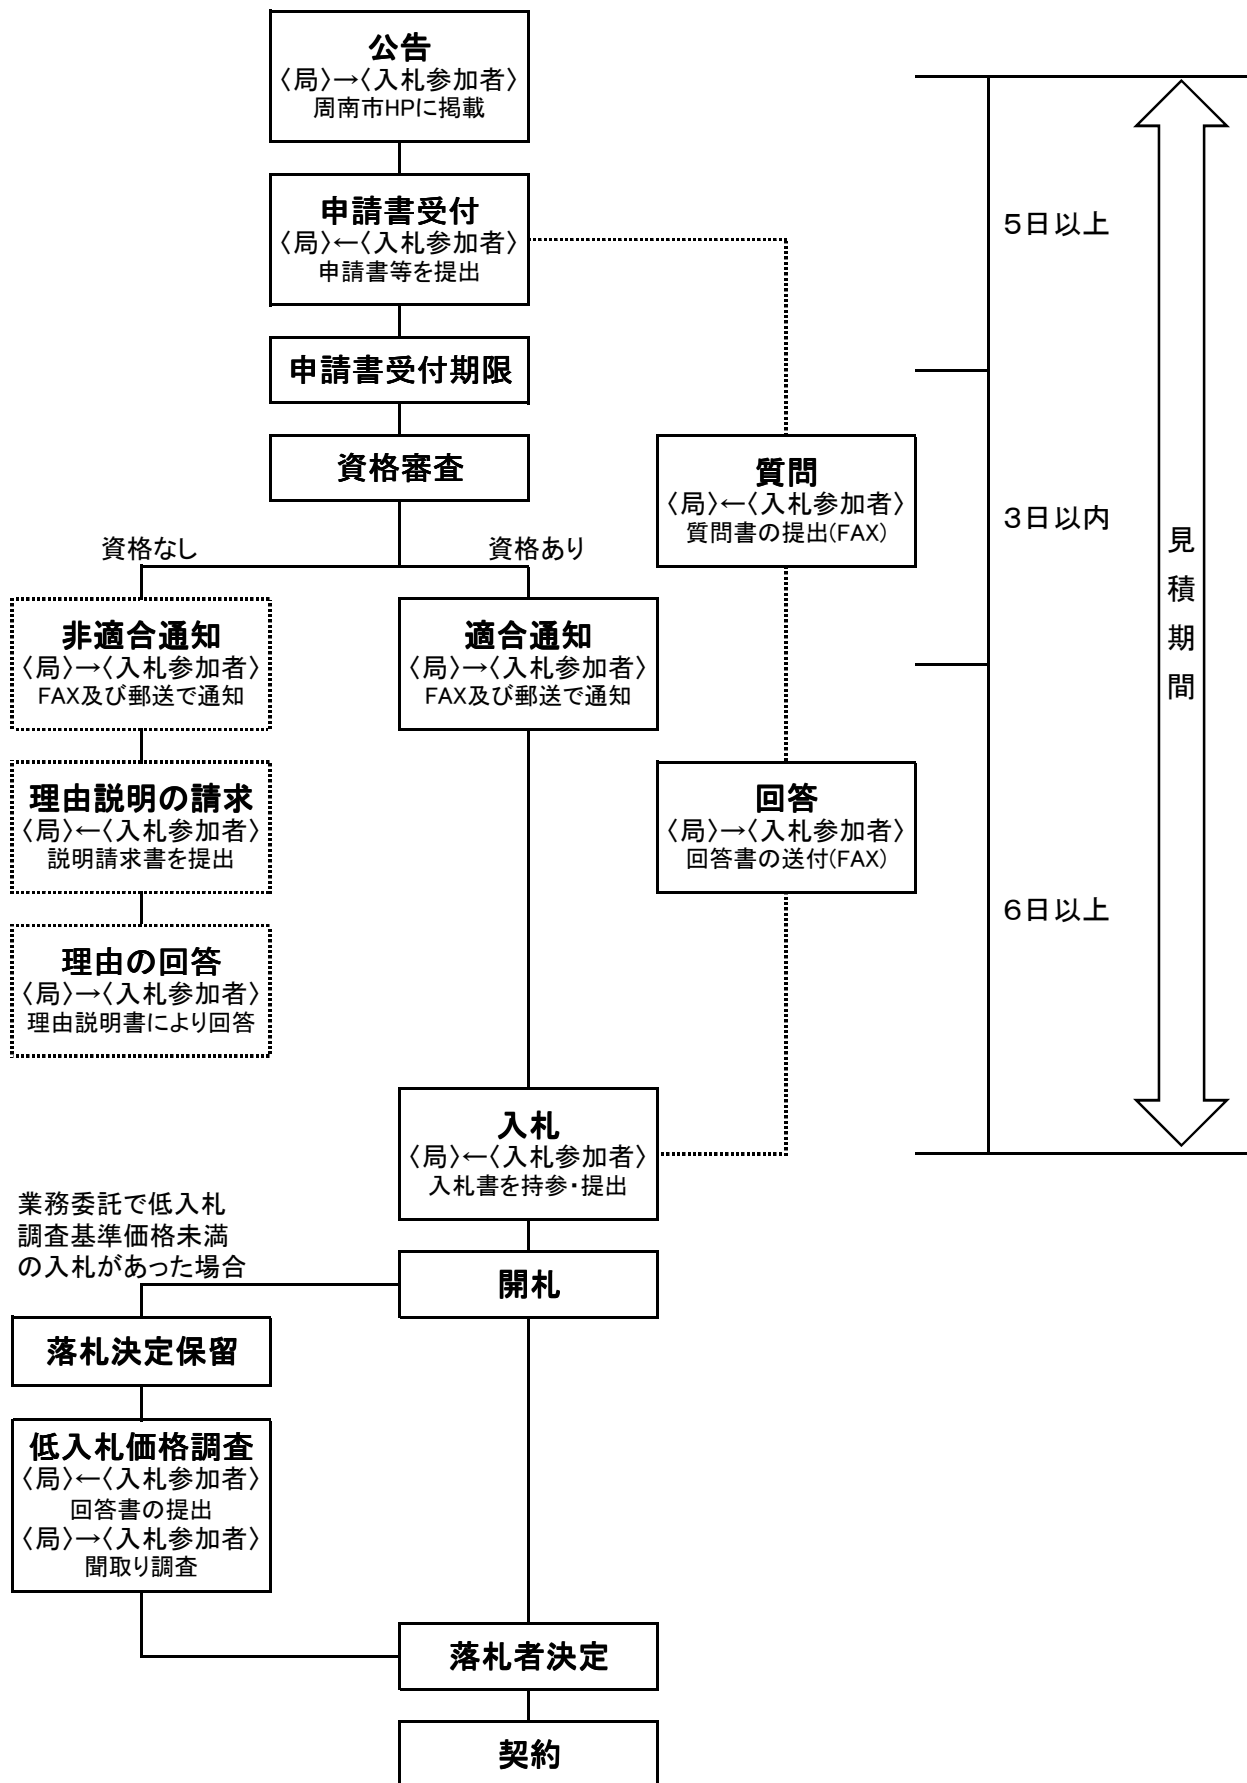 公告
〈局〉→〈入札参加者〉
周南市HPに掲載
申請書受付
〈局〉←〈入札参加者〉
申請書等を提出
申請書受付期限
資格審査
資格なし
資格あり
非適合通知
〈局〉→〈入札参加者〉
FAX及び郵送で通知
適合通知
〈局〉→〈入札参加者〉
FAX及び郵送で通知
理由説明の請求
〈局〉←〈入札参加者〉
説明請求書を提出
理由の回答
〈局〉→〈入札参加者〉
理由説明書により回答
質問
〈局〉←〈入札参加者〉
質問書の提出(FAX)
回答
〈局〉→〈入札参加者〉
回答書の送付(FAX)
5日以上
3日以内
6日以上
見積期間
入札
〈局〉←〈入札参加者〉
入札書を持参・提出
業務委託で低入札
調査基準価格未満
の入札があった場合
開札
落札決定保留
低入札価格調査
〈局〉←〈入札参加者〉
回答書の提出
〈局〉→〈入札参加者〉
聞取り調査
落札者決定
契約